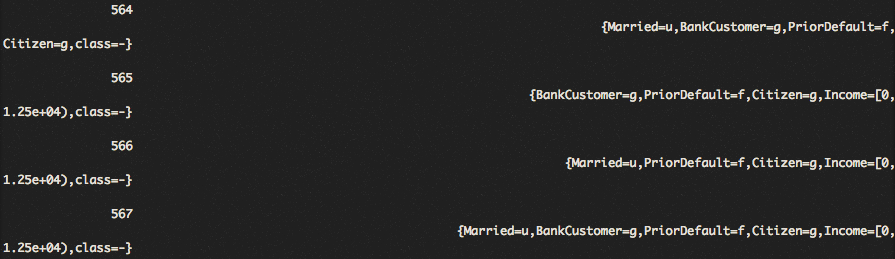 564
{Married=u,BankCustomer=g,PriorDefault=f,
Citizen=g,class=-}
565
{BankCustomer=g,PriorDefault=f,Citizen=g,Income=[0,
1.25e+04),class=-}
566
{Married=u,PriorDefault=f,Citizen=g,Income=[0,
1.25e+04),class=-}
567
{Married=u,BankCustomer=g,PriorDefault=f,Citizen=g,Income=[0,
1.25e+04),class=-}